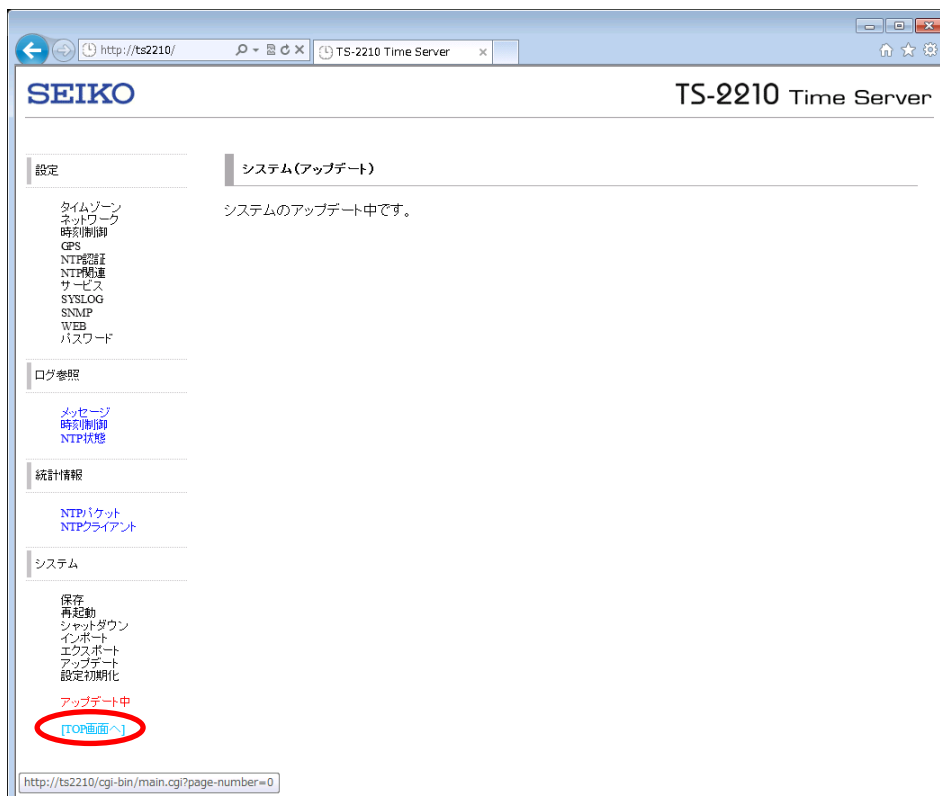 http://ts2210/
TS-2210 Time Server
SEIKO
TS-2210 Time Server
設定
タイムゾーン
ネットワーク
時刻制御
GPS
NTP認証
NTP関連
サービス
SYSLOG
SNMP
WEB
パスワード
ログ参照
メッセージ
時刻制御
NTP状態
統計情報
NTPパケット
NTPクライアント
システム
保存
再起動
シャットダウン
インポート
エクスポート
アップデート
設定初期化
アップデート中
[TOP画面へ]
システム(アップデート)
システムのアップデート中です。
http://ts2210/cgi-bin/main.cgi?page-number=0